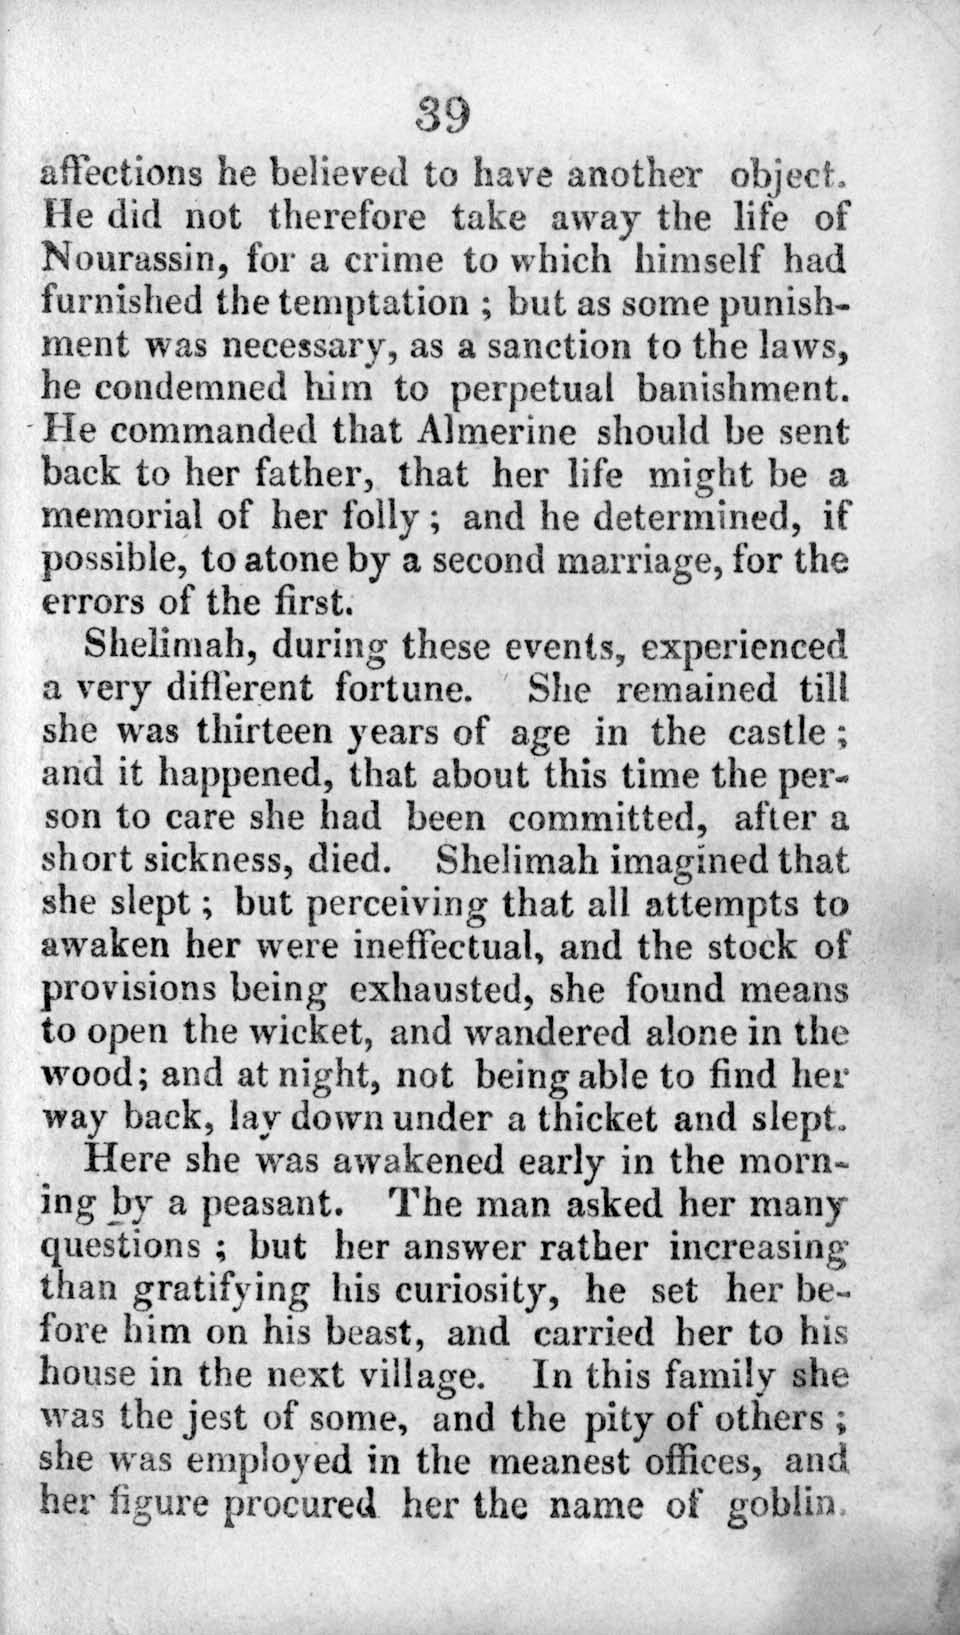 39
affections he believed to have another object.
He did not therefore take away the life of
Nourassin, for a crime to which himself had
furnished the temptation ; but as some punish-
ment was necessary, as a sanction to the laws,
he condemned him to perpetual banishment.
He commanded that Almerine should be sent
back to her father, that her life might be a
memorial of her folly ; and he determined, if
possible, to atone by a second marriage, for the
errors of the first.
Shelimah, during these events, experienced
a very different fortune. She remained till
she was thirteen years of age in the castle ;
and it happened, that about this time the per-
son to care she had been committed, after a
short sickness, died. Shelimah imagined that
she slept ; but perceiving that all attempts to
awaken her were ineffectual, and the stock of
provisions being exhausted, she found means
to open the wicket, and wandered alone in the
wood; and at night, not being able to find her
way back, lay down under a thicket and slept.
Here she was awakened early in the morn-
ing by a peasant. The man asked her many
questions ; but her answer rather increasing
than gratifying his curiosity, he set her be-
fore him on his beast, and carried her to his
house in the next village. In this family she
was the jest of some, and the pity of others ;
she was employed in the meanest offices, and
her figure procured her the name of goblin.